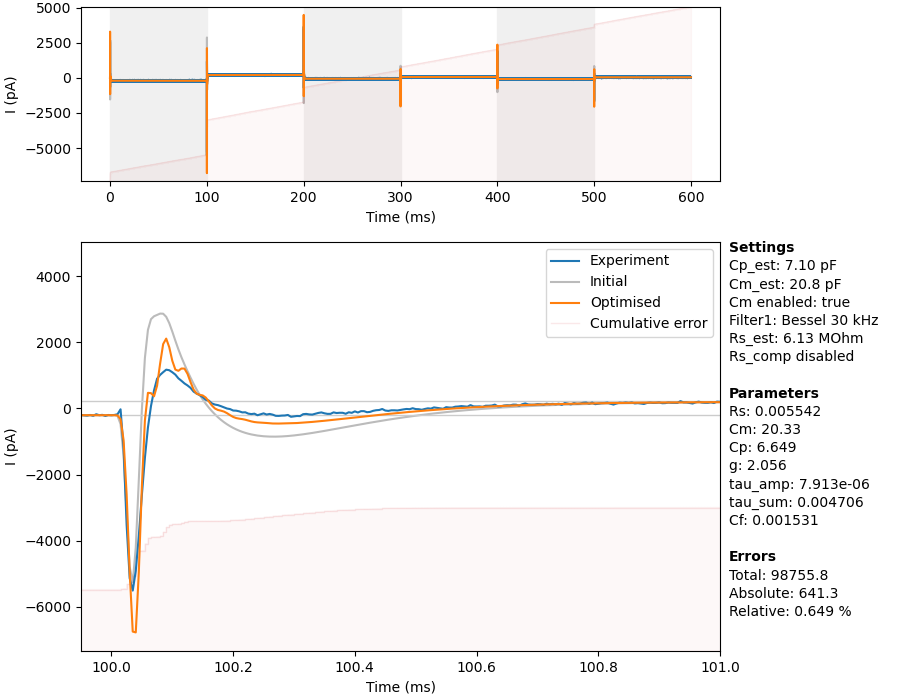 5000
2500
0
−2500
−5000
I (pA)
0
100
200
300
400
500
600
Time (ms)
4000
2000
0
−2000
−4000
−6000
I (pA)
100.0
100.2
100.4
100.6
100.8
101.0
Time (ms)
Experiment
Initial
Optimised
Cumulative error
Settings
Cp_est: 7.10 pF
Cm_est: 20.8 pF
Cm enabled: true
Filter1: Bessel 30 kHz
Rs_est: 6.13 MOhm
Rs_comp disabled
Parameters
Rs: 0.005542
Cm: 20.33
Cp: 6.649
g: 2.056
tau_amp: 7.913e-06
tau_sum: 0.004706
Cf: 0.001531
Errors
Total: 98755.8
Absolute: 641.3
Relative: 0.649 %